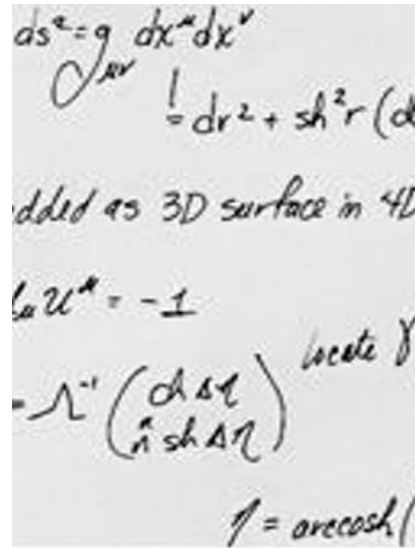 ds² = g_μν dx^μ dx^ν
! = dr² + sh²r (d
dded as 3D surface in 4D
u_μ u^μ = -1
locate γ
= Λ⁻¹ (ch Δη
n̂ sh Δη)
η = arccosh (